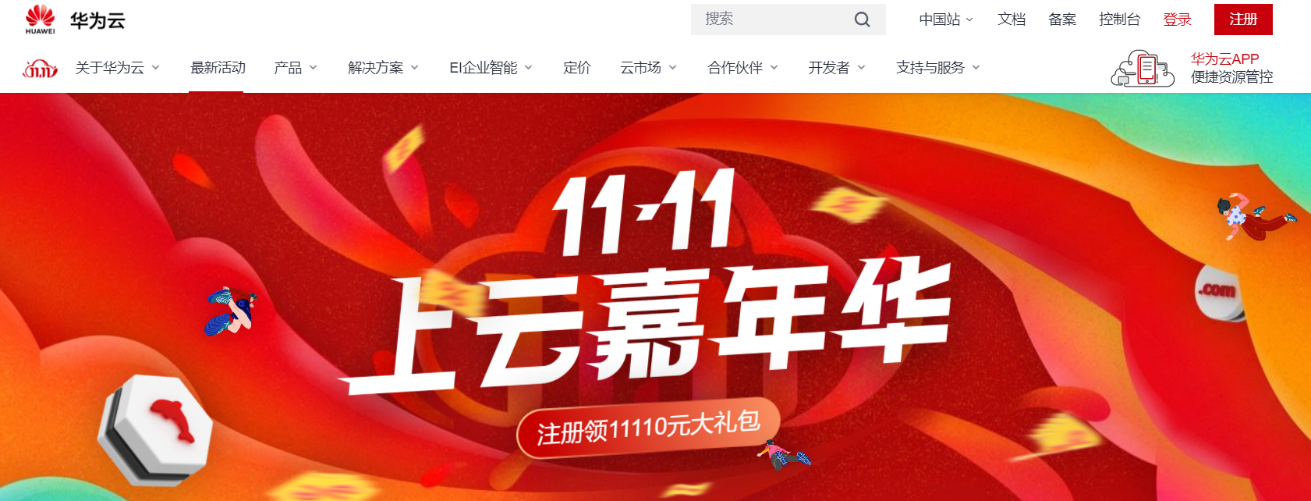 HUAWEI
华为云
搜索
中国站
文档
备案
控制台
登录
注册
11.11
关于华为云
最新活动
产品
解决方案
EI企业智能
定价
云市场
合作伙伴
开发者
支持与服务
华为云APP
便捷资源管控
11·11
上云嘉年华
注册领11110元大礼包
.com